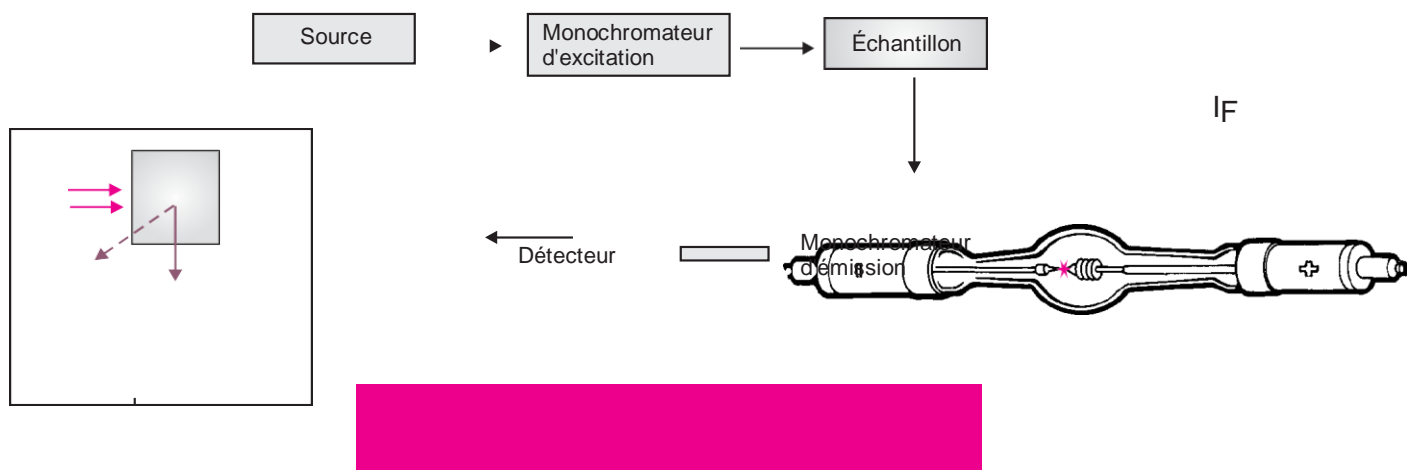 Source
Monochromateur
d'excitation
Échantillon
IF
Détecteur
Monochromateur
d'émission